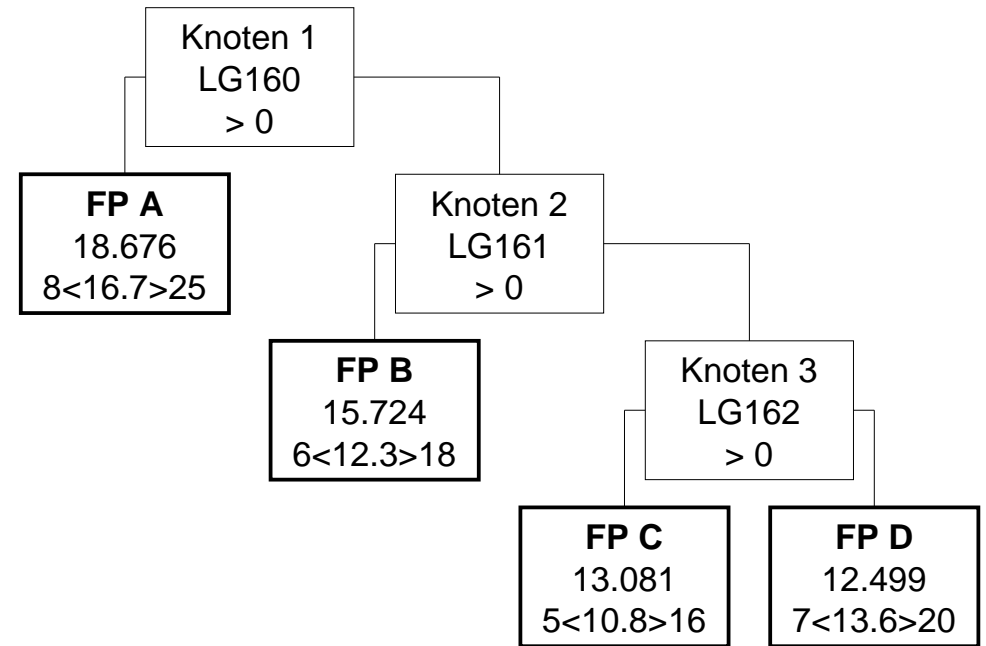 Knoten 1
LG160
> 0
FP A
18.676
8<16.7>25
Knoten 2
LG161
> 0
FP B
15.724
6<12.3>18
Knoten 3
LG162
> 0
FP C
13.081
5<10.8>16
FP D
12.499
7<13.6>20